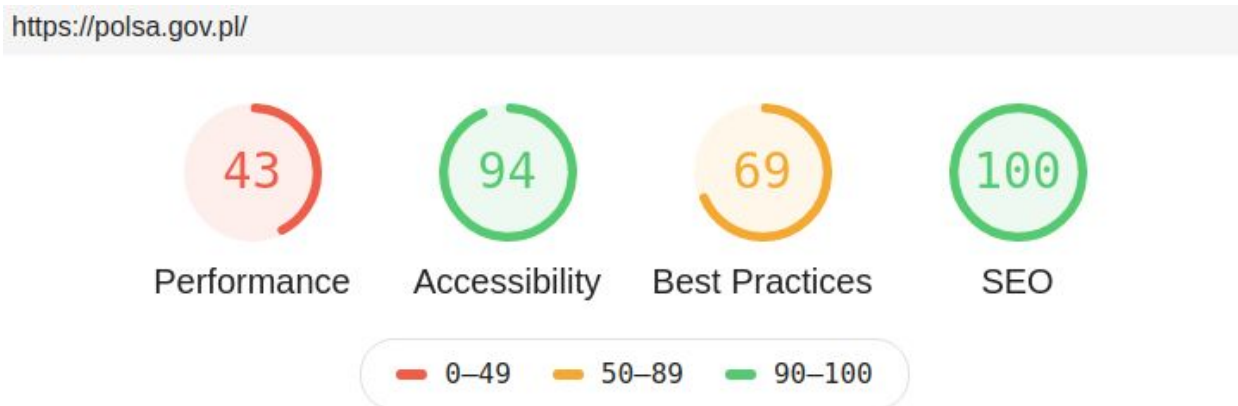 https://polsa.gov.pl/
43 94 69 100
Performance Accessibility Best Practices SEO
0–49 50–89 90–100